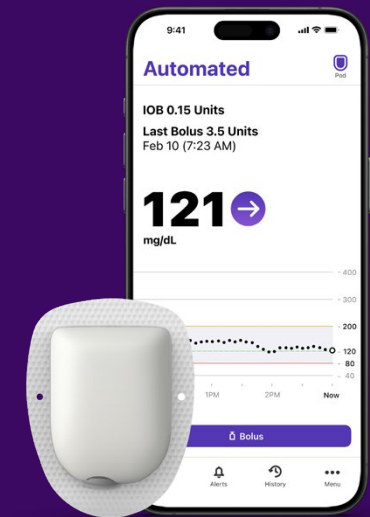 9:41
Automated
Pod
IOB 0.15 Units
Last Bolus 3.5 Units
Feb 10 (7:23 AM)
121
mg/dL
400
300
200
120
80
40
1PM
2PM
Now
Bolus
Alerts
History
Menu